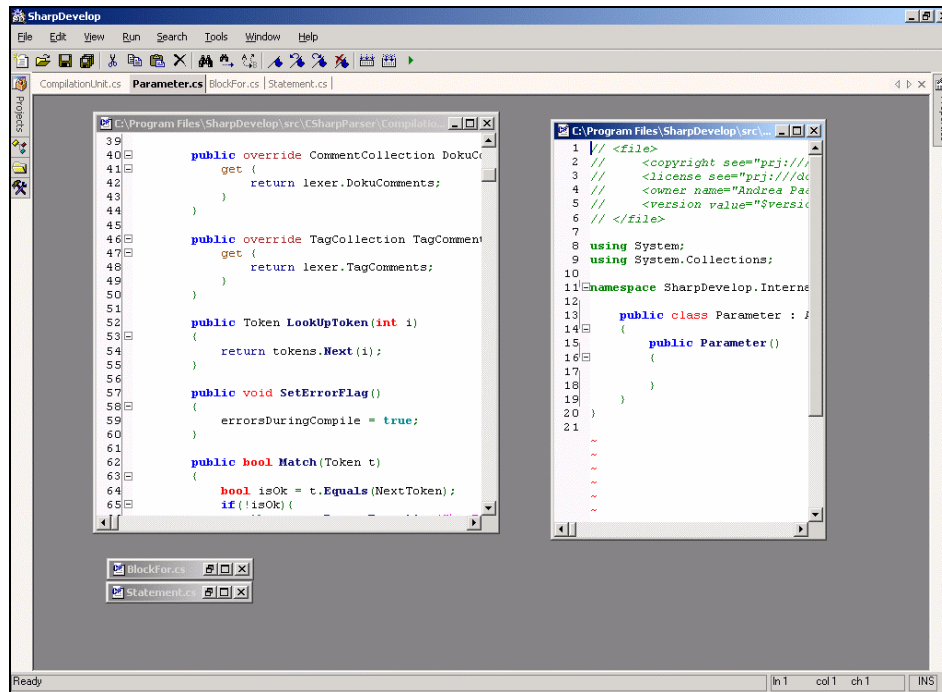 SharpDevelop
File Edit View Run Search Tools Window Help
CompilationUnit.cs Parameter.cs BlockFor.cs Statement.cs
Projects
C:\Program Files\SharpDevelop\src\CSharpParser\Compilatio...
39
40 public override CommentCollection DokuCo
41 get {
42 return lexer.DokuComments;
43 }
44 }
45
46 public override TagCollection TagComment
47 get {
48 return lexer.TagComments;
49 }
50 }
51
52 public Token LookUpToken(int i)
53 {
54 return tokens.Next(i);
55 }
56
57 public void SetErrorFlag()
58 {
59 errorsDuringCompile = true;
60 }
61
62 public bool Match(Token t)
63 {
64 bool isOk = t.Equals(NextToken);
65 if(!isOk){
C:\Program Files\SharpDevelop\src\...
1 // <file>
2 // <copyright see="prj:///
3 // <license see="prj:///do
4 // <owner name="Andrea Paa
5 // <version value="$versio
6 // </file>
7
8 using System;
9 using System.Collections;
10
11 namespace SharpDevelop.Interna
12
13 public class Parameter : A
14 {
15 public Parameter()
16 {
17
18 }
19 }
20 }
21
~
~
~
~
~
~
BlockFor.cs
Statement.cs
Ready ln 1 col 1 ch 1 INS